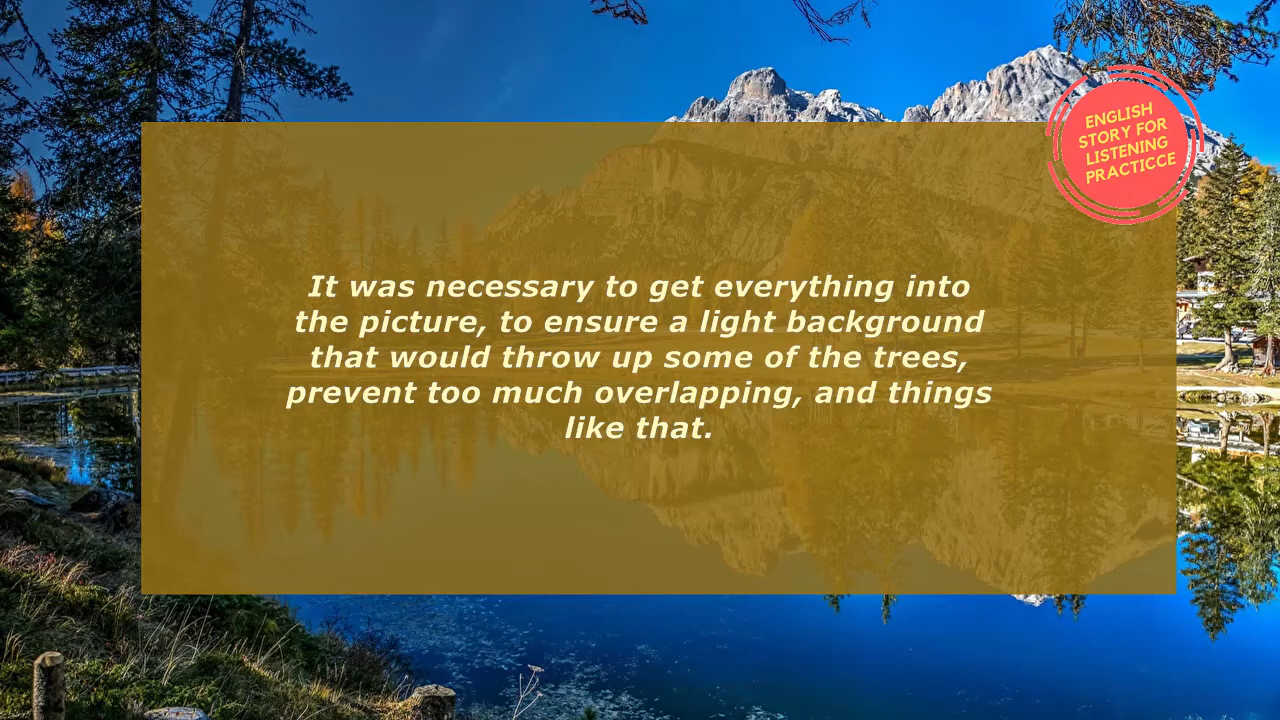 ENGLISH
STORY FOR
LISTENING
PRACTICCE
It was necessary to get everything into
the picture, to ensure a light background
that would throw up some of the trees,
prevent too much overlapping, and things
like that.